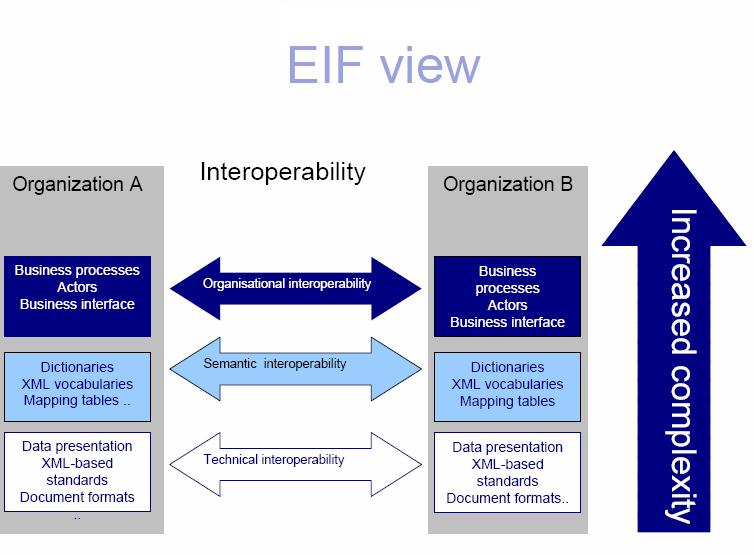 EIF view
Interoperability
Organization A
Organization B
Business processes
Actors
Business interface
Organisational interoperability
Business
processes
Actors
Business interface
Dictionaries
XML vocabularies
Mapping tables ..
Semantic interoperability
Dictionaries
XML vocabularies
Mapping tables
Data presentation
XML-based
standards
Document formats
..
Technical interoperability
Data presentation
XML-based
standards
Document formats..
Increased complexity